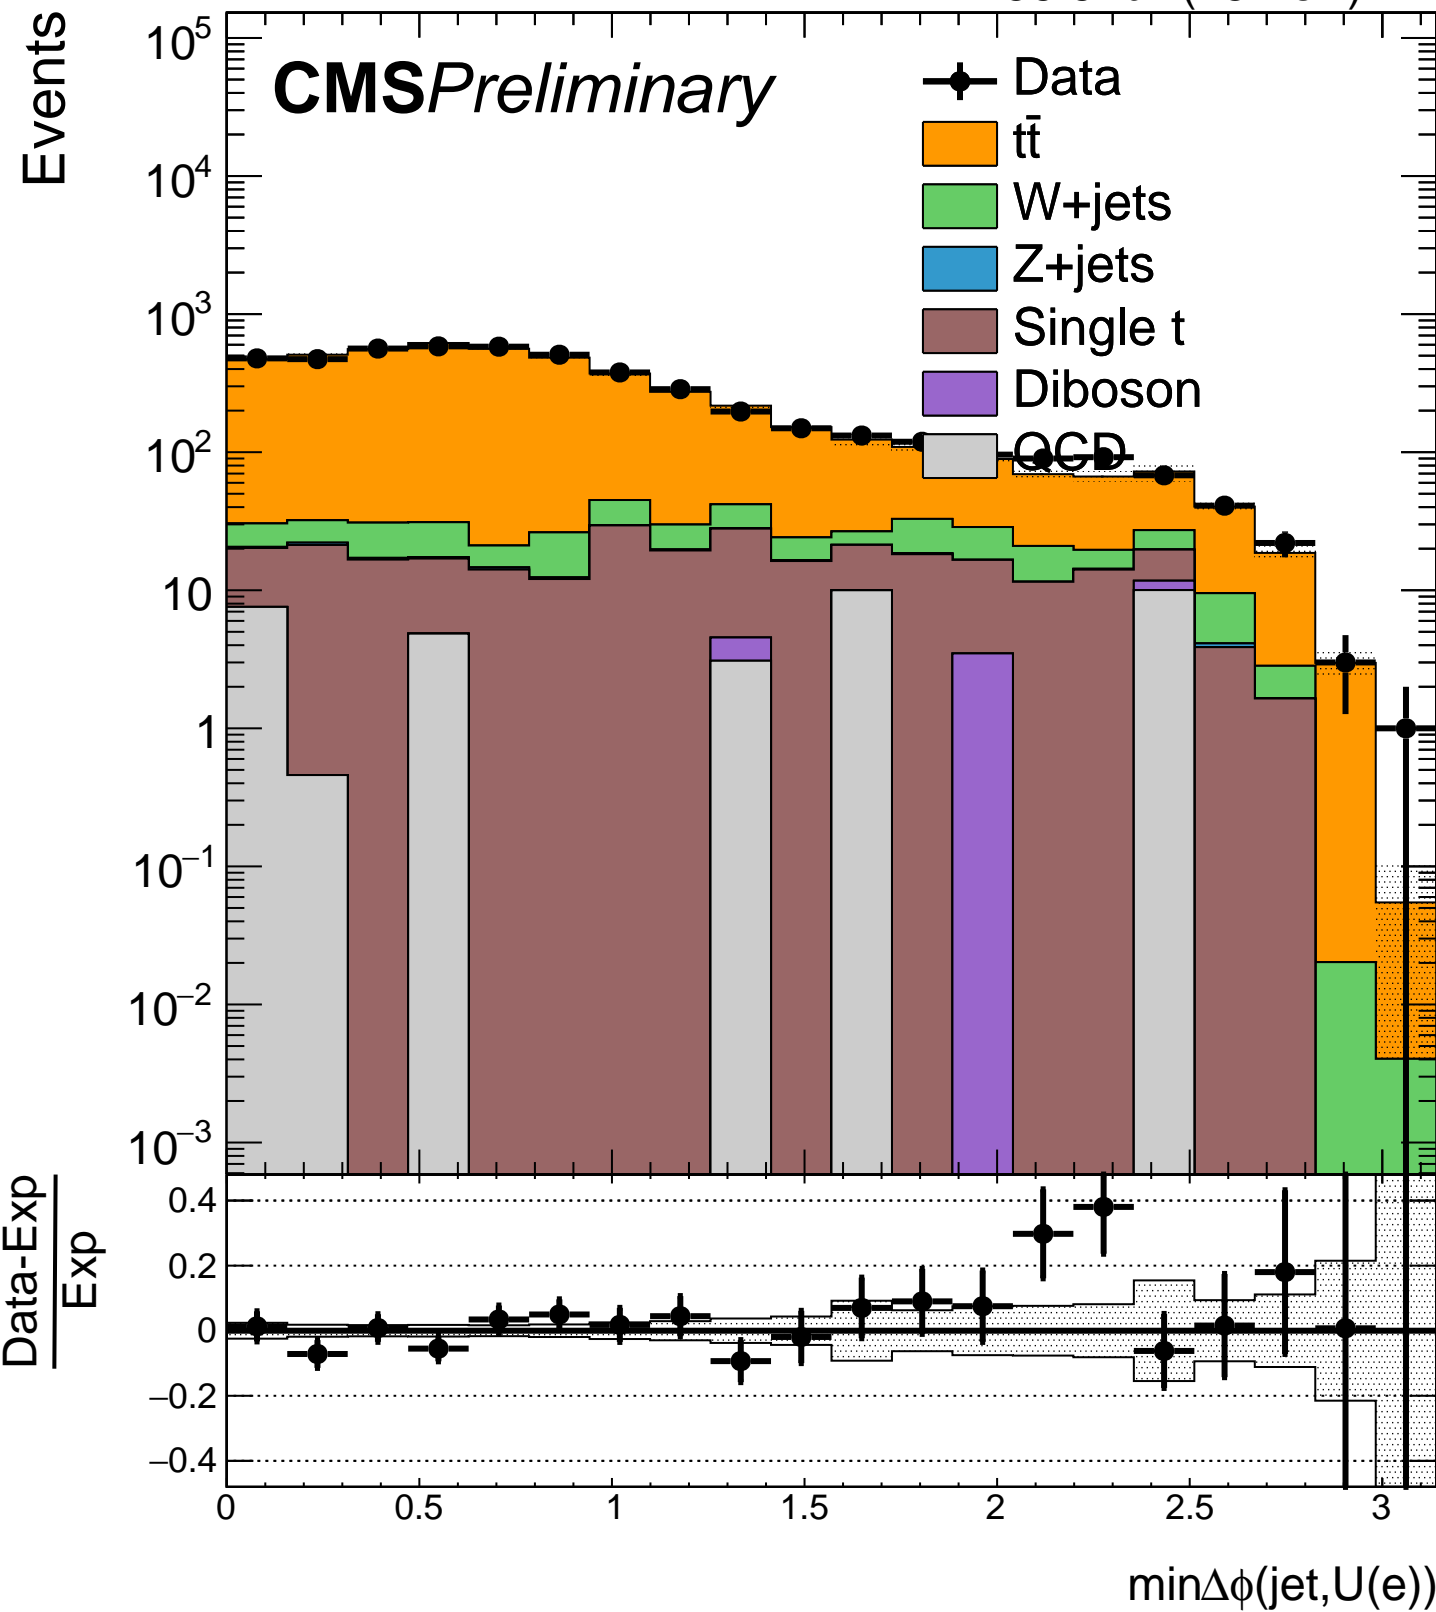 Events
CMSPreliminary
Data
tt̄
W+jets
Z+jets
Single t
Diboson
QCD
10⁵
10⁴
10³
10²
10
1
10⁻¹
10⁻²
10⁻³
Data-Exp
Exp
0.4
0.2
0
−0.2
−0.4
0 0.5 1 1.5 2 2.5 3
minΔϕ(jet,U(e))